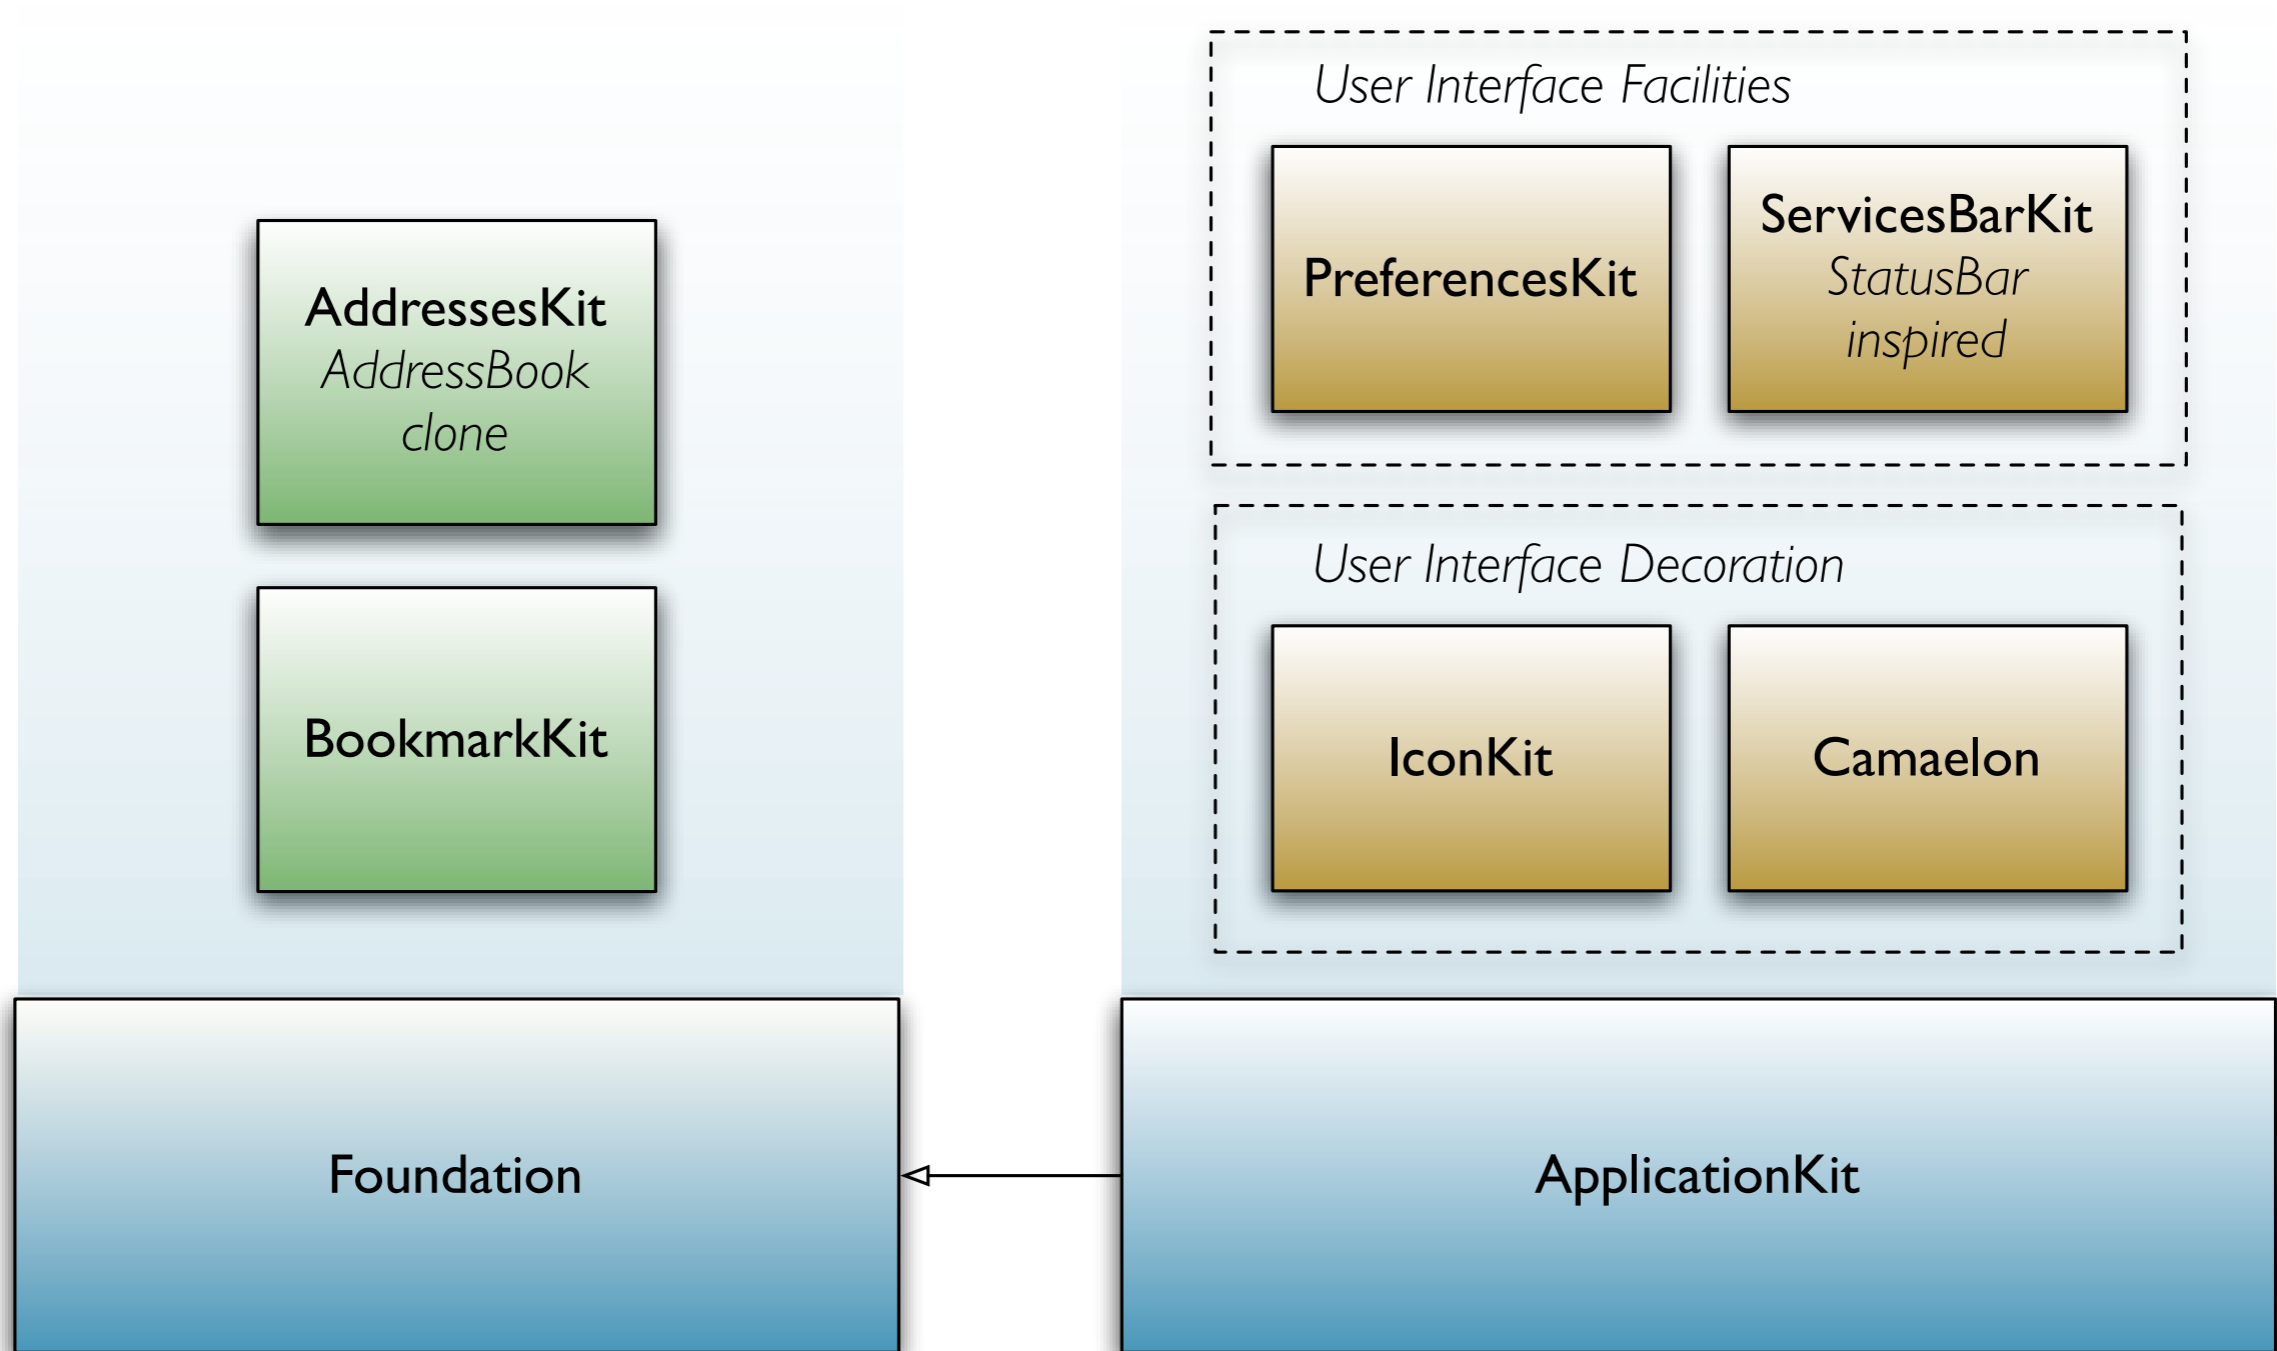 User Interface Facilities
PreferencesKit
ServicesBarKit
StatusBar
inspired
AddressesKit
AddressBook
clone
User Interface Decoration
BookmarkKit
IconKit
Camaelon
Foundation
ApplicationKit